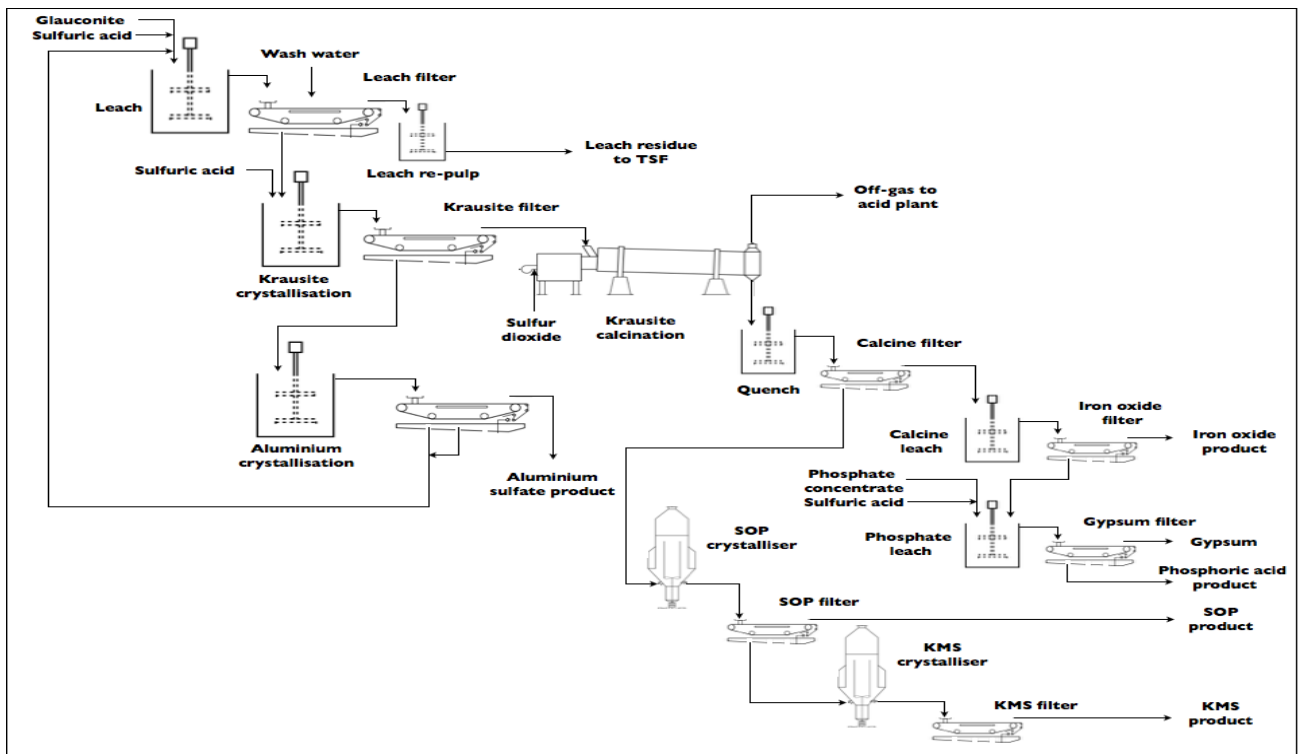 Glauconite
Sulfuric acid
Wash water
Leach filter
Leach
Leach residue
to TSF
Leach re-pulp
Sulfuric acid
Off-gas to
acid plant
Krausite filter
Krausite
crystallisation
Sulfur
dioxide
Krausite
calcination
Calcine filter
Quench
Iron oxide
filter
Calcine
leach
Iron oxide
product
Aluminium
crystallisation
Aluminium
sulfate product
Phosphate
concentrate
Sulfuric acid
SOP
crystalliser
Gypsum filter
Phosphate
leach
Gypsum
Phosphoric acid
product
SOP filter
SOP
product
KMS
crystalliser
KMS filter
KMS
product